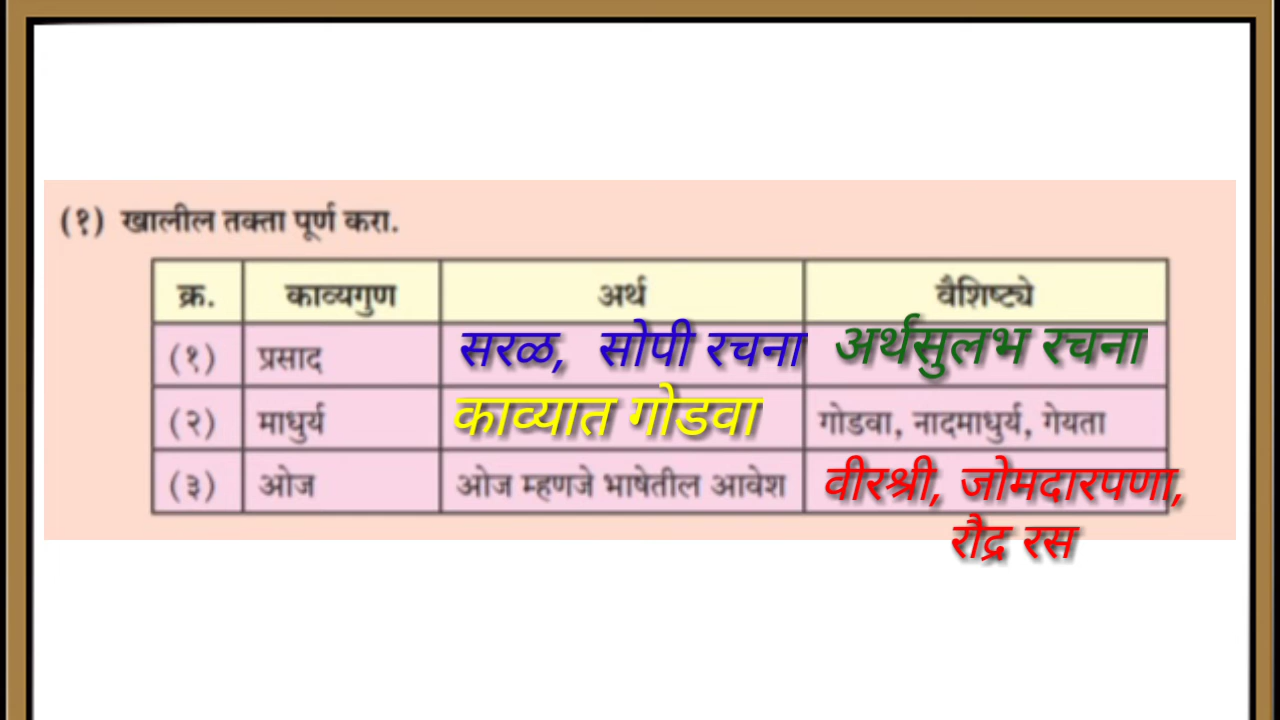 (१) खालील तक्ता पूर्ण करा.
क्र. काव्यगुण अर्थ वैशिष्ट्ये
(१) प्रसाद सरळ, सोपी रचना अर्थसुलभ रचना
(२) माधुर्य काव्यात गोडवा गोडवा, नादमाधुर्य, गेयता
(३) ओज ओज म्हणजे भाषेतील आवेश वीरश्री, जोमदारपणा,
रौद्र रस